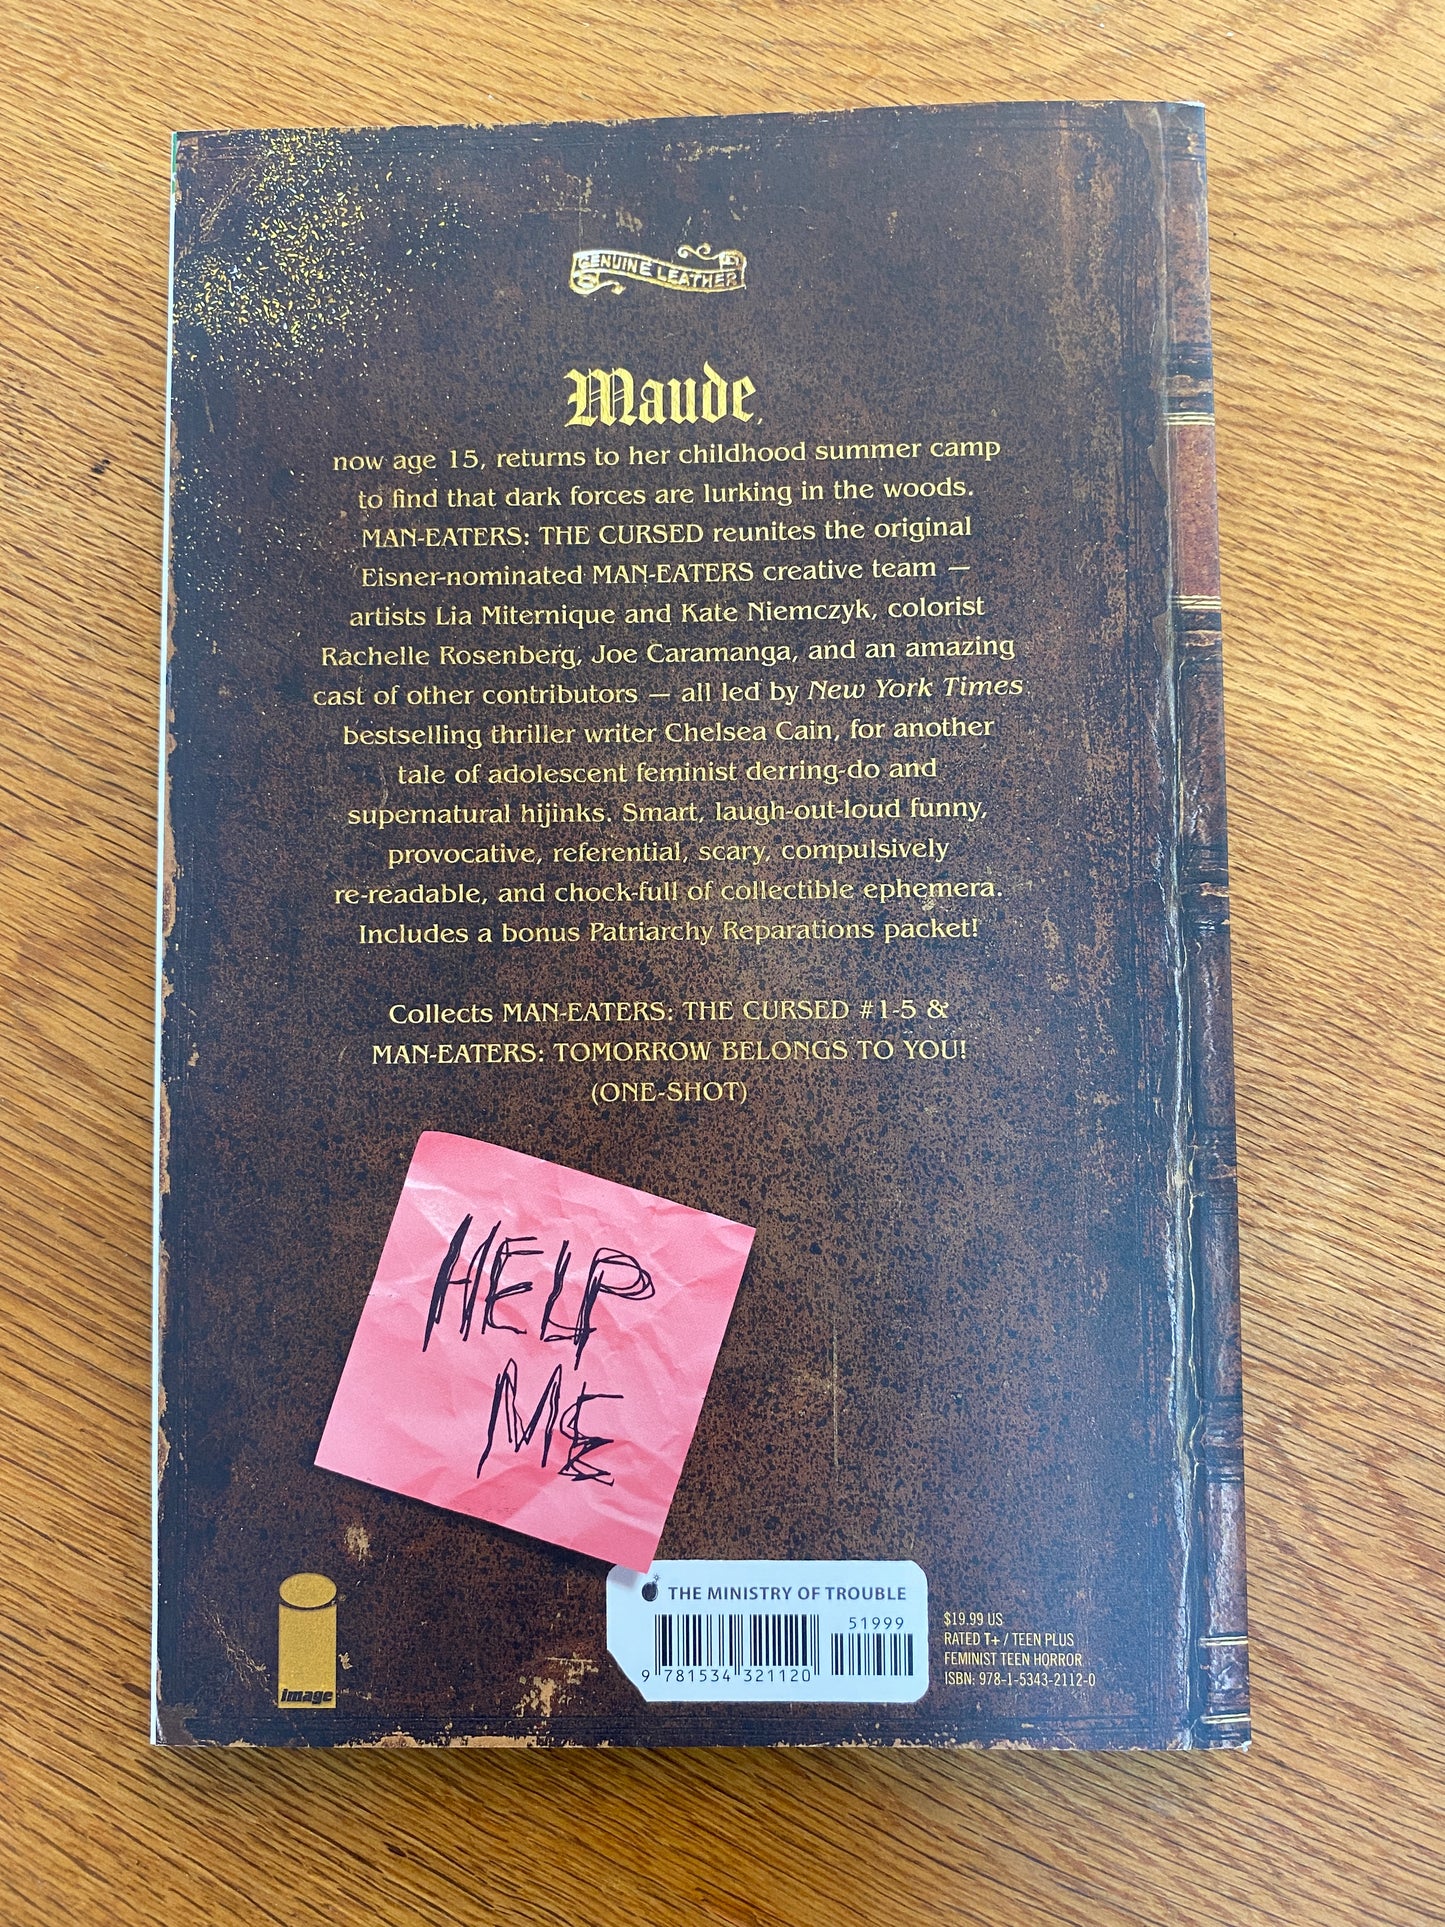 GENUINE LEATHER
Maude,
now age 15, returns to her childhood summer camp
to find that dark forces are lurking in the woods.
MAN-EATERS: THE CURSED reunites the original
Eisner-nominated MAN-EATERS creative team —
artists Lia Miternique and Kate Niemczyk, colorist
Rachelle Rosenberg, Joe Caramanga, and an amazing
cast of other contributors — all led by New York Times
bestselling thriller writer Chelsea Cain, for another
tale of adolescent feminist derring-do and
supernatural hijinks. Smart, laugh-out-loud funny,
provocative, referential, scary, compulsively
re-readable, and chock-full of collectible ephemera.
Includes a bonus Patriarchy Reparations packet!
Collects MAN-EATERS: THE CURSED #1-5 &
MAN-EATERS: TOMORROW BELONGS TO YOU!
(ONE-SHOT)
HELP
ME
image
THE MINISTRY OF TROUBLE
51999
9 781534 321120
$19.99 US
RATED T+ / TEEN PLUS
FEMINIST TEEN HORROR
ISBN: 978-1-5343-2112-0